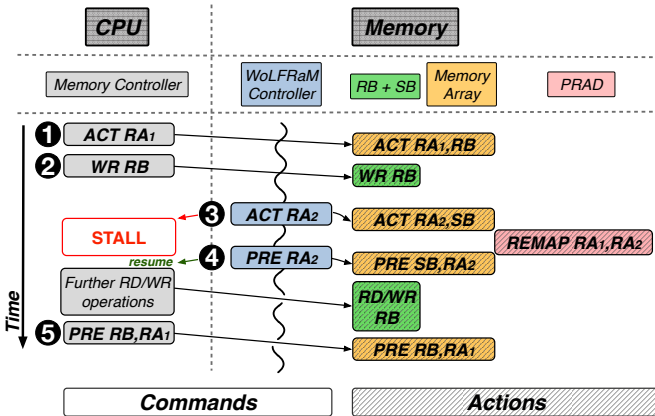 CPU
Memory
Memory Controller
WoLFRaM
Controller
RB + SB
Memory
Array
PRAD
1
ACT RA1
ACT RA1,RB
2
WR RB
WR RB
3
ACT RA2
ACT RA2,SB
STALL
REMAP RA1,RA2
resume
4
PRE RA2
PRE SB,RA2
Further RD/WR
operations
RD/WR
RB
Time
5
PRE RB,RA1
PRE RB,RA1
Commands
Actions